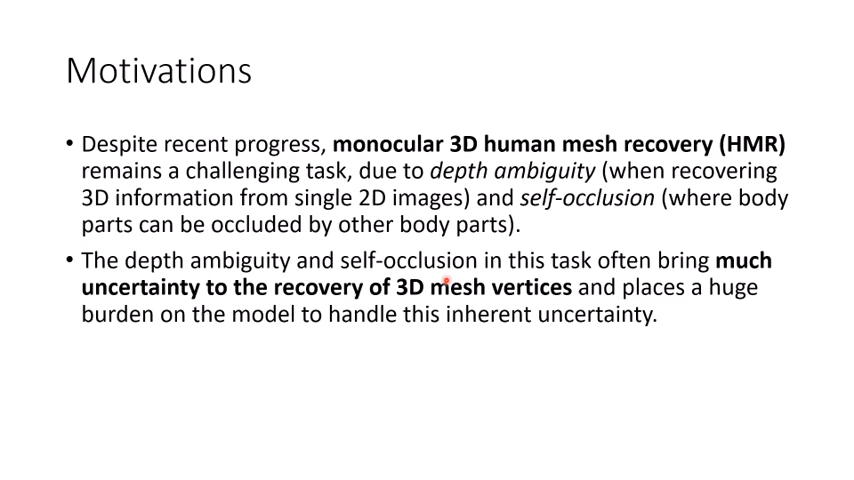 Motivations
• Despite recent progress, monocular 3D human mesh recovery (HMR)
remains a challenging task, due to depth ambiguity (when recovering
3D information from single 2D images) and self-occlusion (where body
parts can be occluded by other body parts).
• The depth ambiguity and self-occlusion in this task often bring much
uncertainty to the recovery of 3D mesh vertices and places a huge
burden on the model to handle this inherent uncertainty.